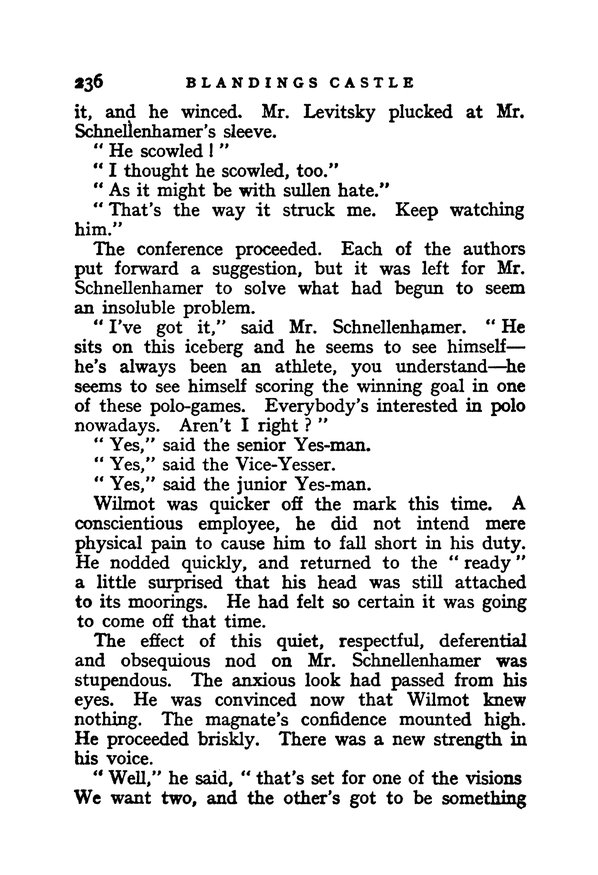 236 BLANDINGS CASTLE
it, and he winced. Mr. Levitsky plucked at Mr.
Schnellenhamer's sleeve.
“ He scowled ! ”
“ I thought he scowled, too.”
“ As it might be with sullen hate.”
“ That's the way it struck me. Keep watching
him.”
The conference proceeded. Each of the authors
put forward a suggestion, but it was left for Mr.
Schnellenhamer to solve what had begun to seem
an insoluble problem.
“ I've got it,” said Mr. Schnellenhamer. “ He
sits on this iceberg and he seems to see himself—
he's always been an athlete, you understand—he
seems to see himself scoring the winning goal in one
of these polo-games. Everybody's interested in polo
nowadays. Aren't I right ? ”
“ Yes,” said the senior Yes-man.
“ Yes,” said the Vice-Yesser.
“ Yes,” said the junior Yes-man.
Wilmot was quicker off the mark this time. A
conscientious employee, he did not intend mere
physical pain to cause him to fall short in his duty.
He nodded quickly, and returned to the “ ready ”
a little surprised that his head was still attached
to its moorings. He had felt so certain it was going
to come off that time.
The effect of this quiet, respectful, deferential
and obsequious nod on Mr. Schnellenhamer was
stupendous. The anxious look had passed from his
eyes. He was convinced now that Wilmot knew
nothing. The magnate's confidence mounted high.
He proceeded briskly. There was a new strength in
his voice.
“ Well,” he said, “ that's set for one of the visions
We want two, and the other's got to be something